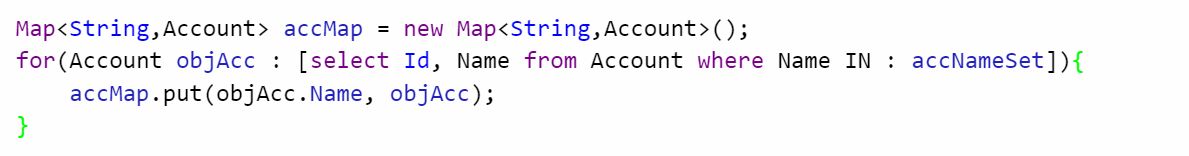 Map<String,Account> accMap = new Map<String,Account>();
for(Account objAcc : [select Id, Name from Account where Name IN : accNameSet]){
    accMap.put(objAcc.Name, objAcc);
}